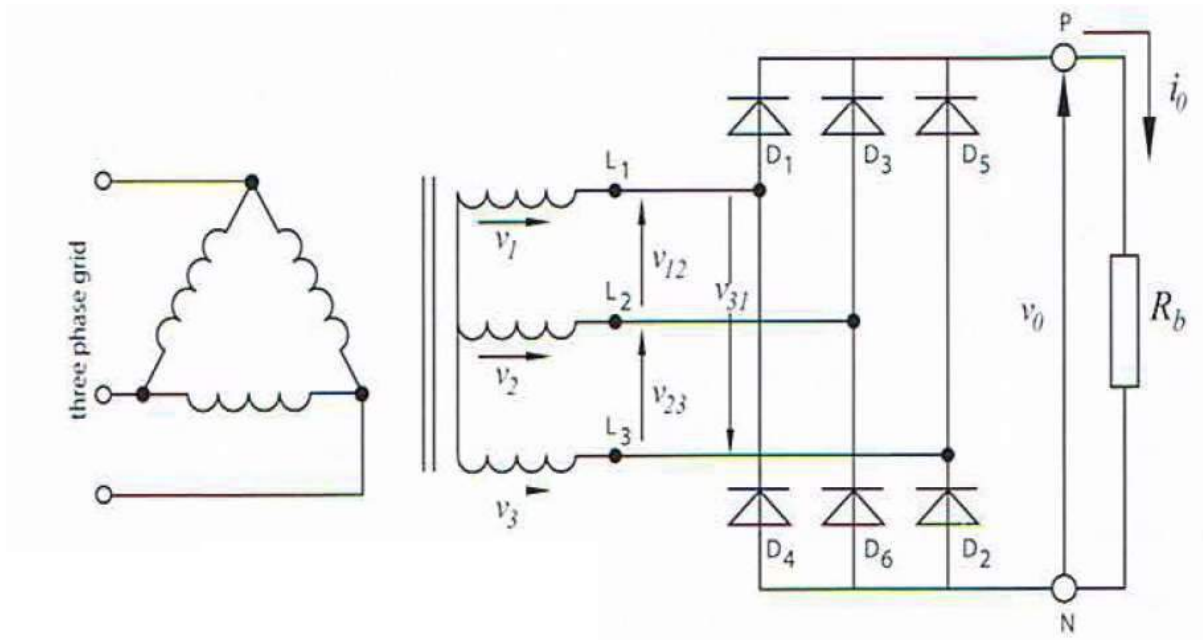 three phase grid
L₁
v₁
v₁₂
v₃₁
L₂
v₂
v₂₃
L₃
v₃
D₁
D₃
D₅
D₄
D₆
D₂
P
i₀
v₀
R_b
N